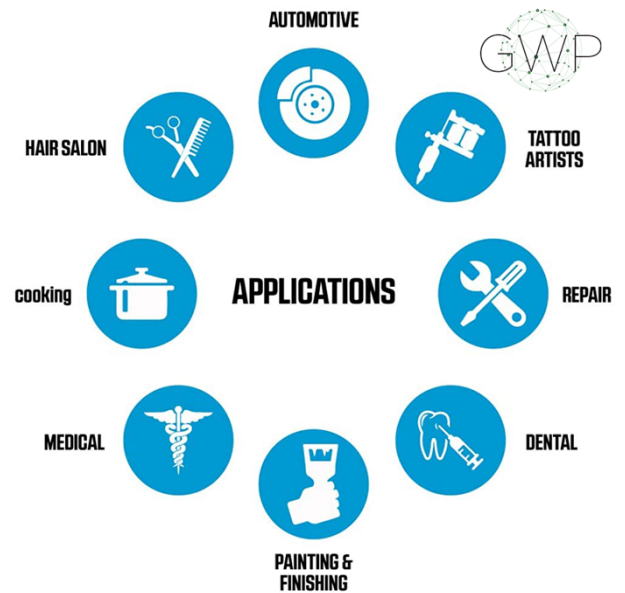 AUTOMOTIVE
GWP
HAIR SALON
TATTOO
ARTISTS
cooking
APPLICATIONS
REPAIR
MEDICAL
DENTAL
PAINTING &
FINISHING